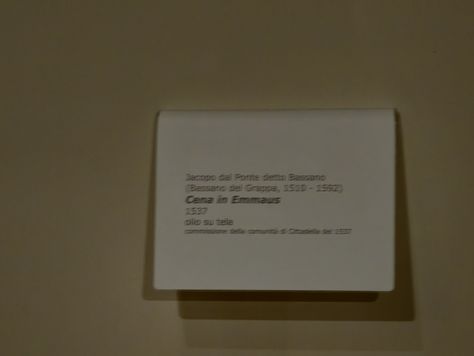 Jacopo dal Ponte detto Bassano
(Bassano del Grappa, 1510 - 1592)
Cena in Emmaus
1537
olio su tela
commissione della comunità di Cittadella del 1537